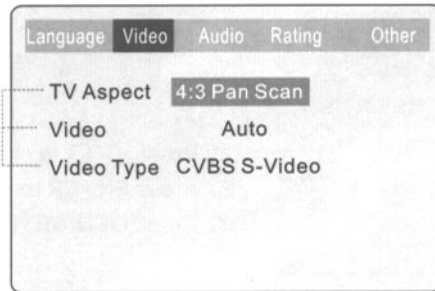 Language Video Audio Rating Other
TV Aspect 4:3 Pan Scan
Video Auto
Video Type CVBS S-Video